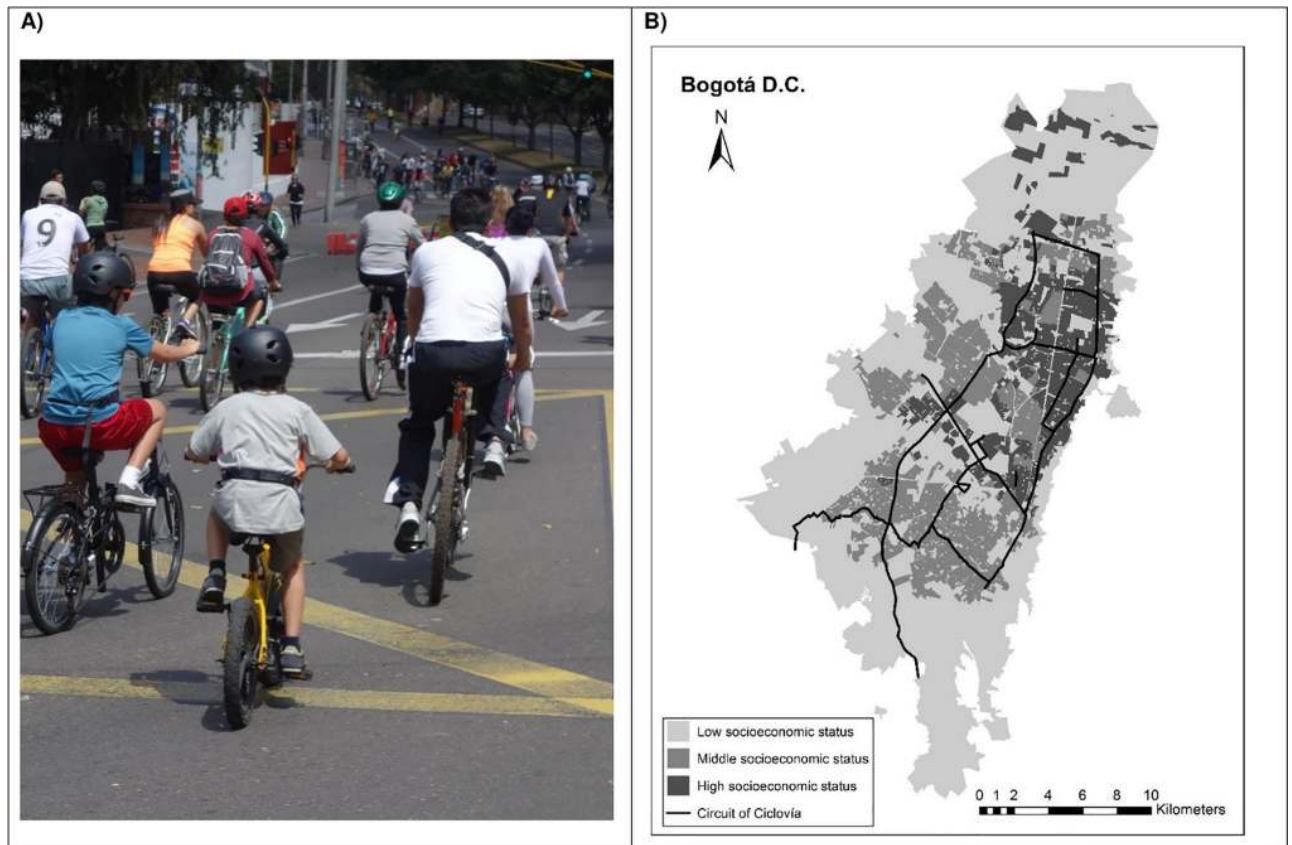 A)
9
B)
Bogotá D.C.
N
Low socioeconomic status
Middle socioeconomic status
High socioeconomic status
Circuit of Ciclovía
0 1 2 4 6 8 10
Kilometers